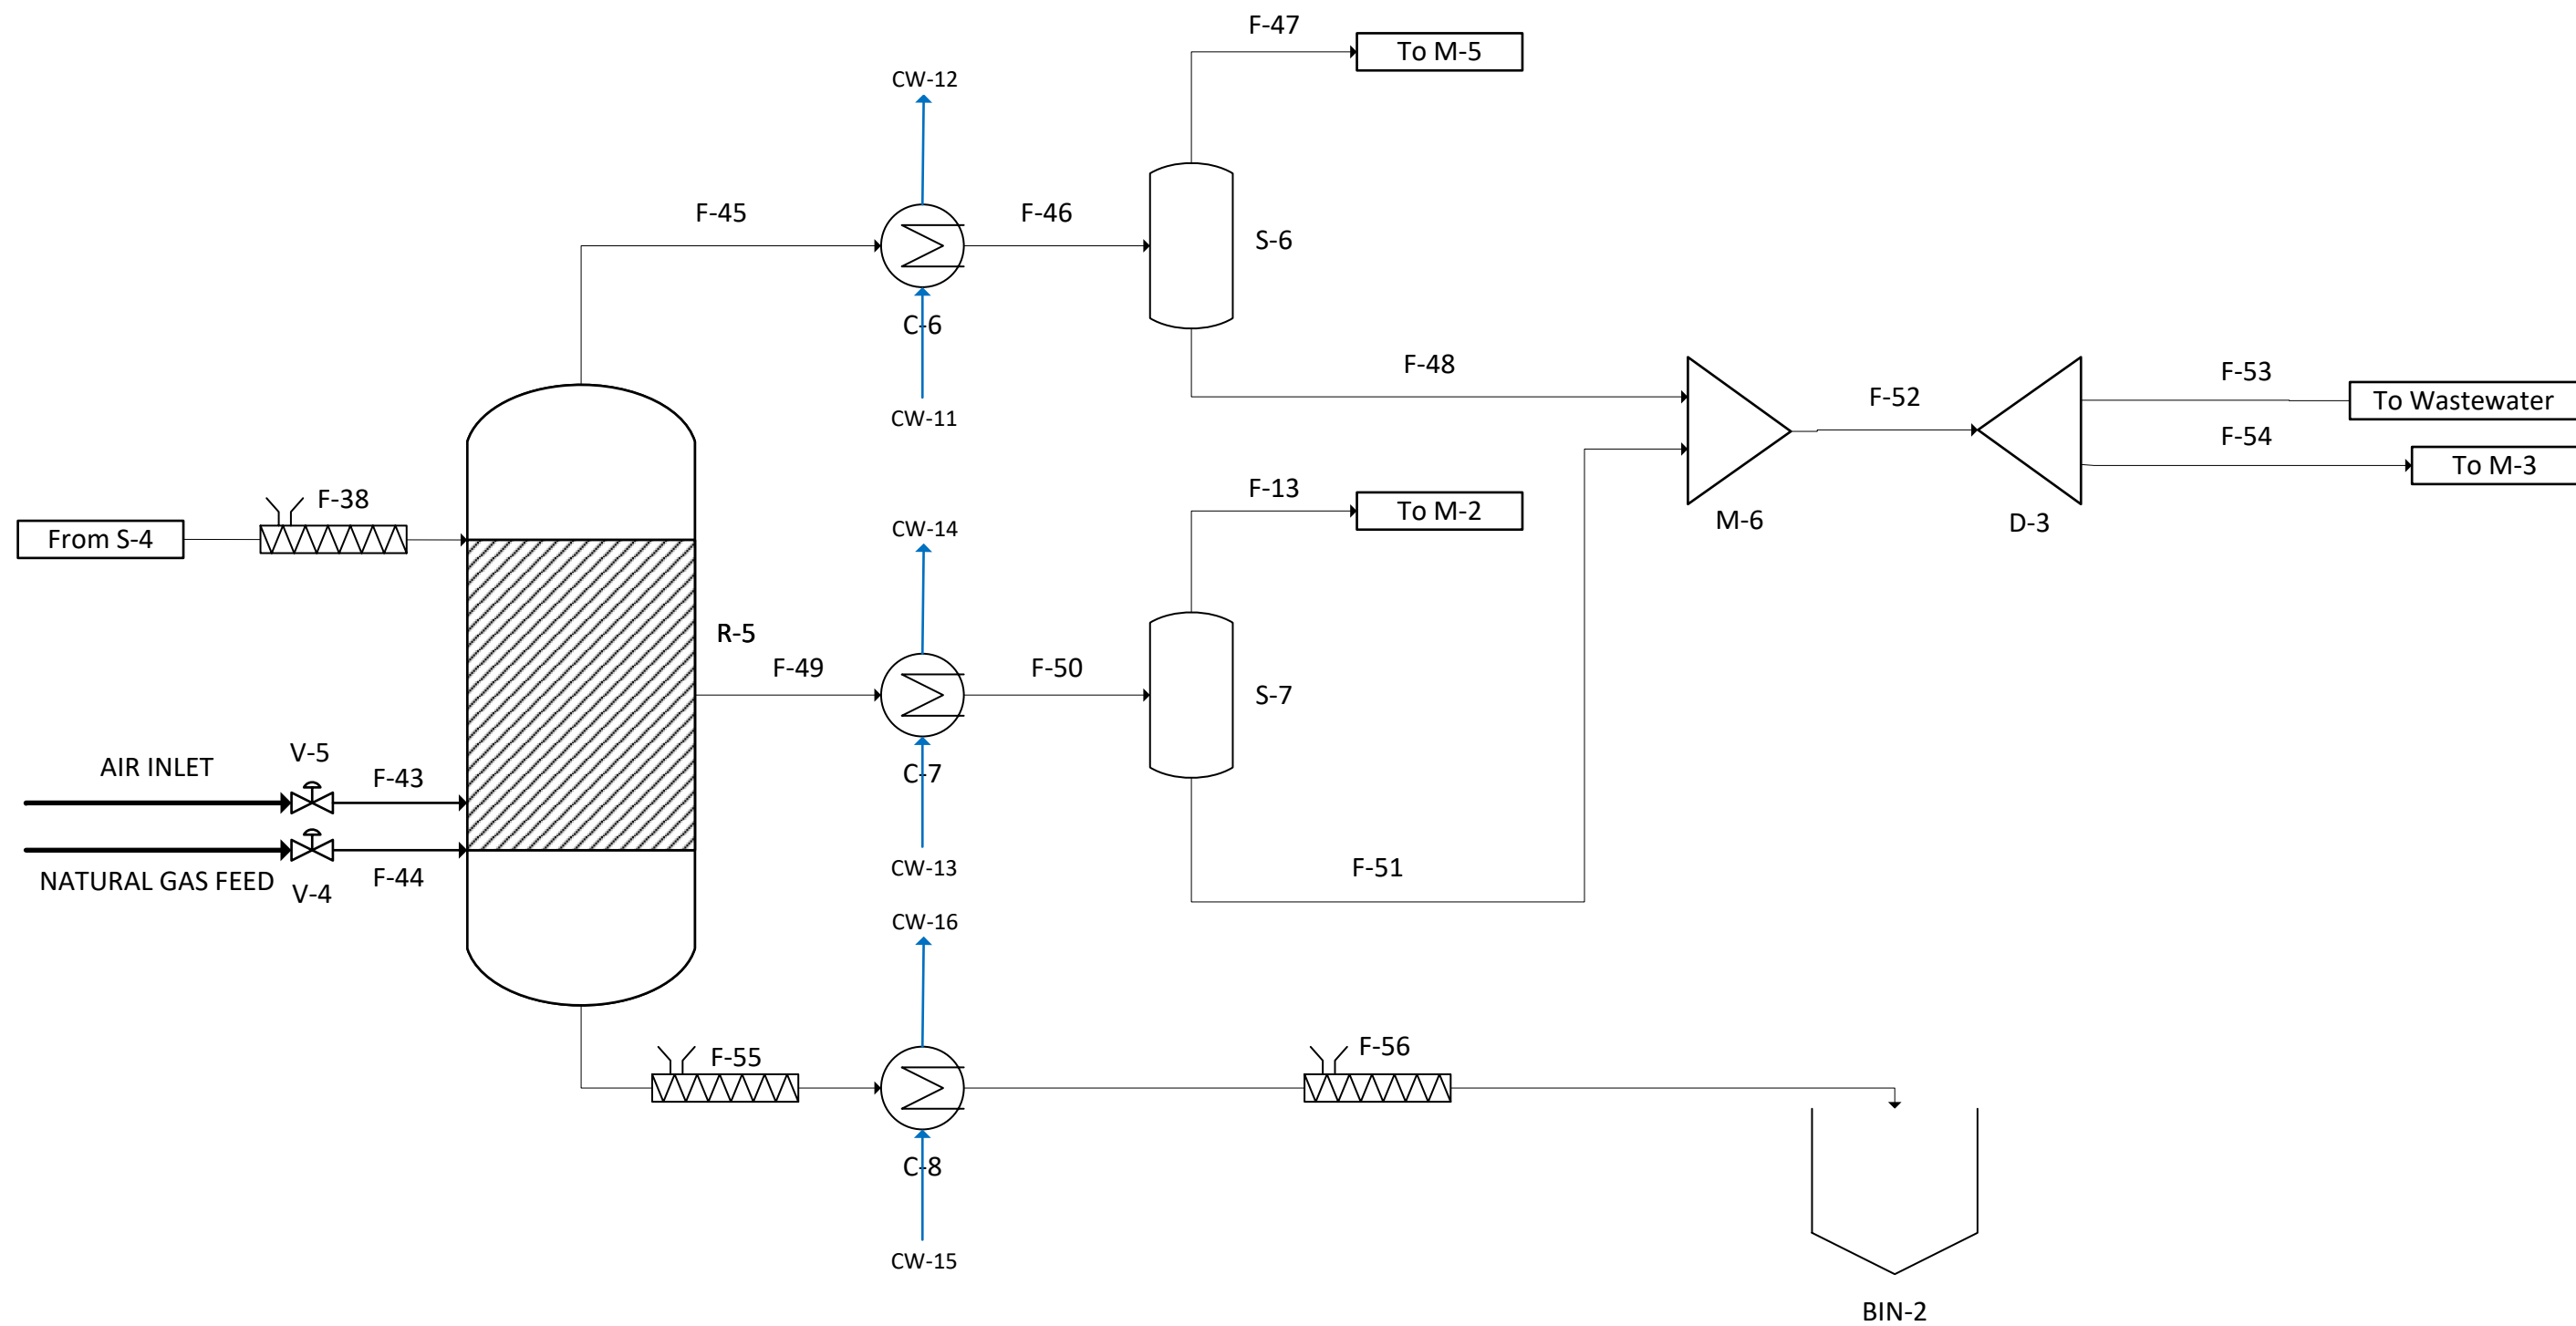 F-47
To M-5
CW-12
F-45
F-46
S-6
C-6
F-48
CW-11
F-53
To Wastewater
F-52
F-54
To M-3
F-38
F-13
To M-2
M-6
D-3
From S-4
CW-14
R-5
F-49
F-50
S-7
V-5
AIR INLET
F-43
C-7
NATURAL GAS FEED
V-4
F-44
CW-13
F-51
CW-16
F-55
F-56
C-8
CW-15
BIN-2